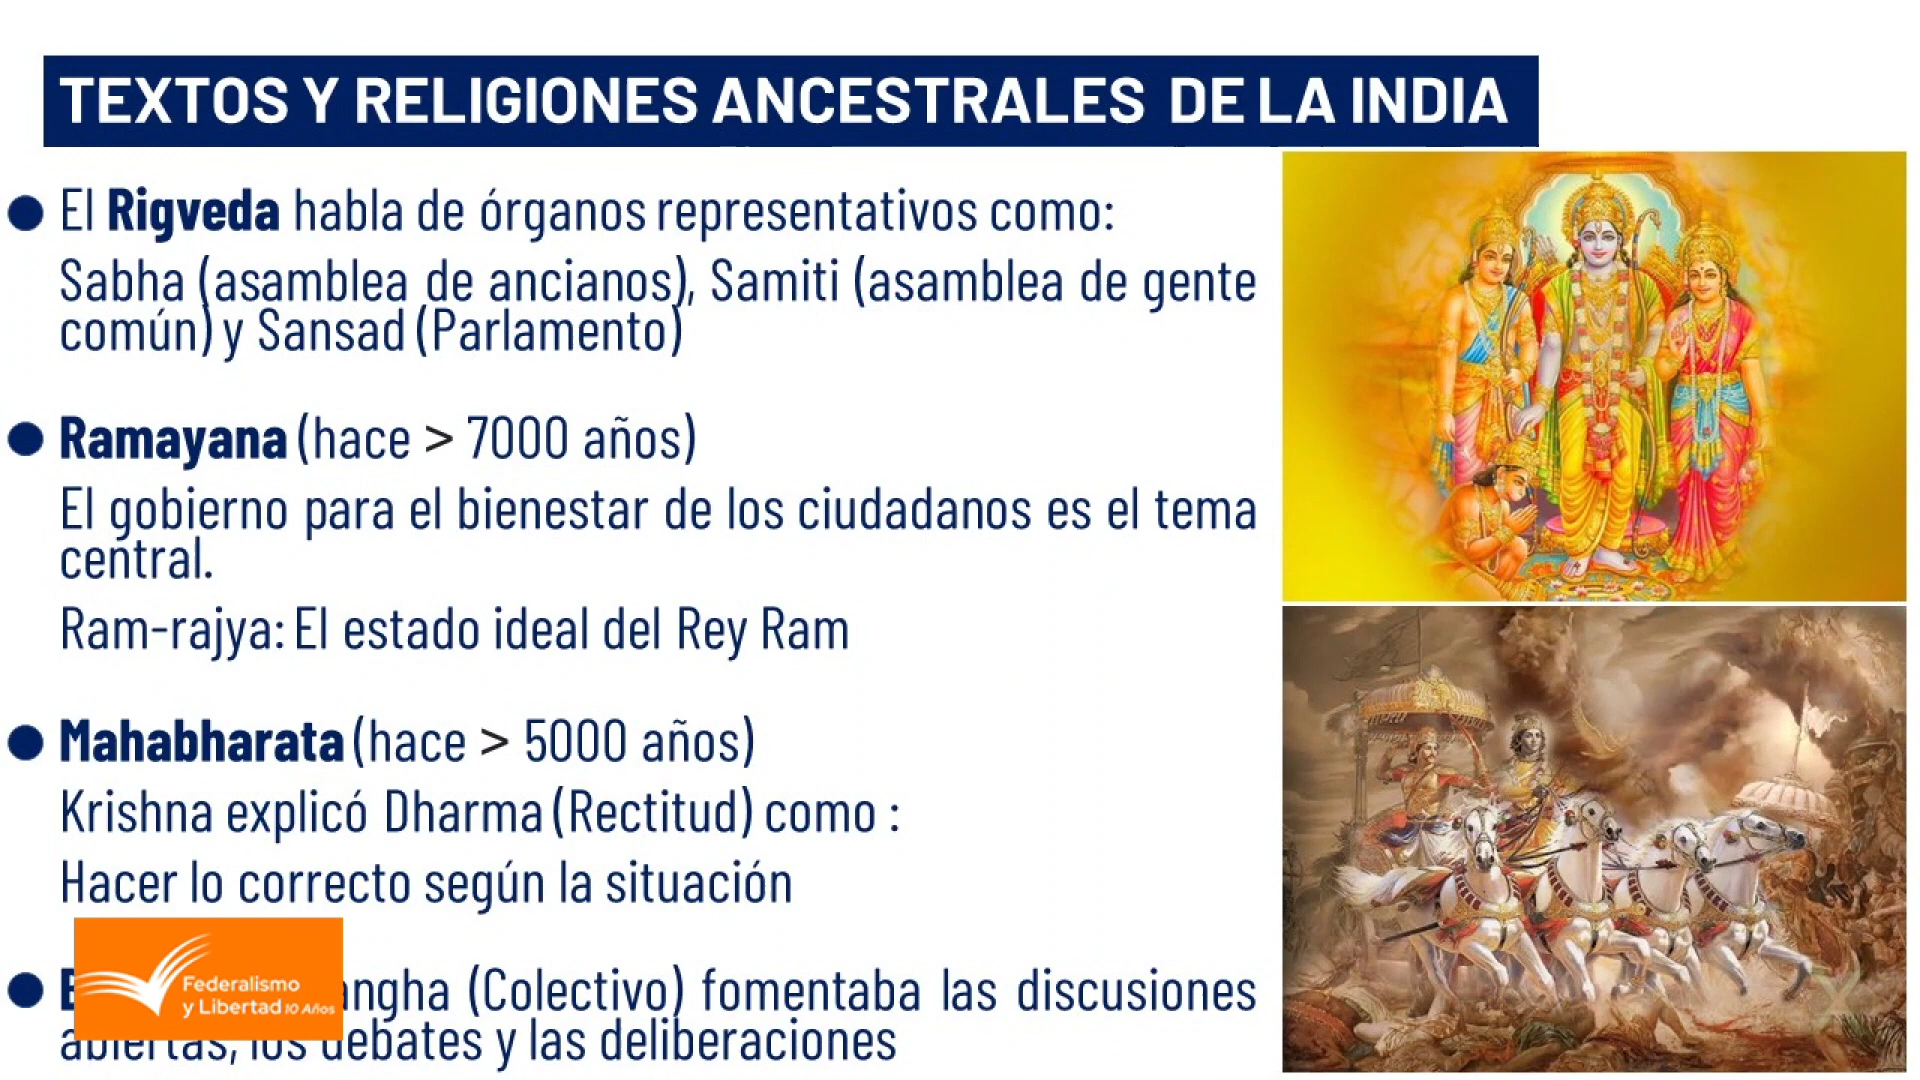 TEXTOS Y RELIGIONES ANCESTRALES DE LA INDIA
El Rigveda habla de órganos representativos como:
Sabha (asamblea de ancianos), Samiti (asamblea de gente
común) y Sansad (Parlamento)
Ramayana (hace > 7000 años)
El gobierno para el bienestar de los ciudadanos es el tema
central.
Ram-rajya: El estado ideal del Rey Ram
Mahabharata (hace > 5000 años)
Krishna explicó Dharma (Rectitud) como :
Hacer lo correcto según la situación
(Colectivo) fomentaba las discusiones
los debates y las deliberaciones
Federalismo
y Libertad 10 Años